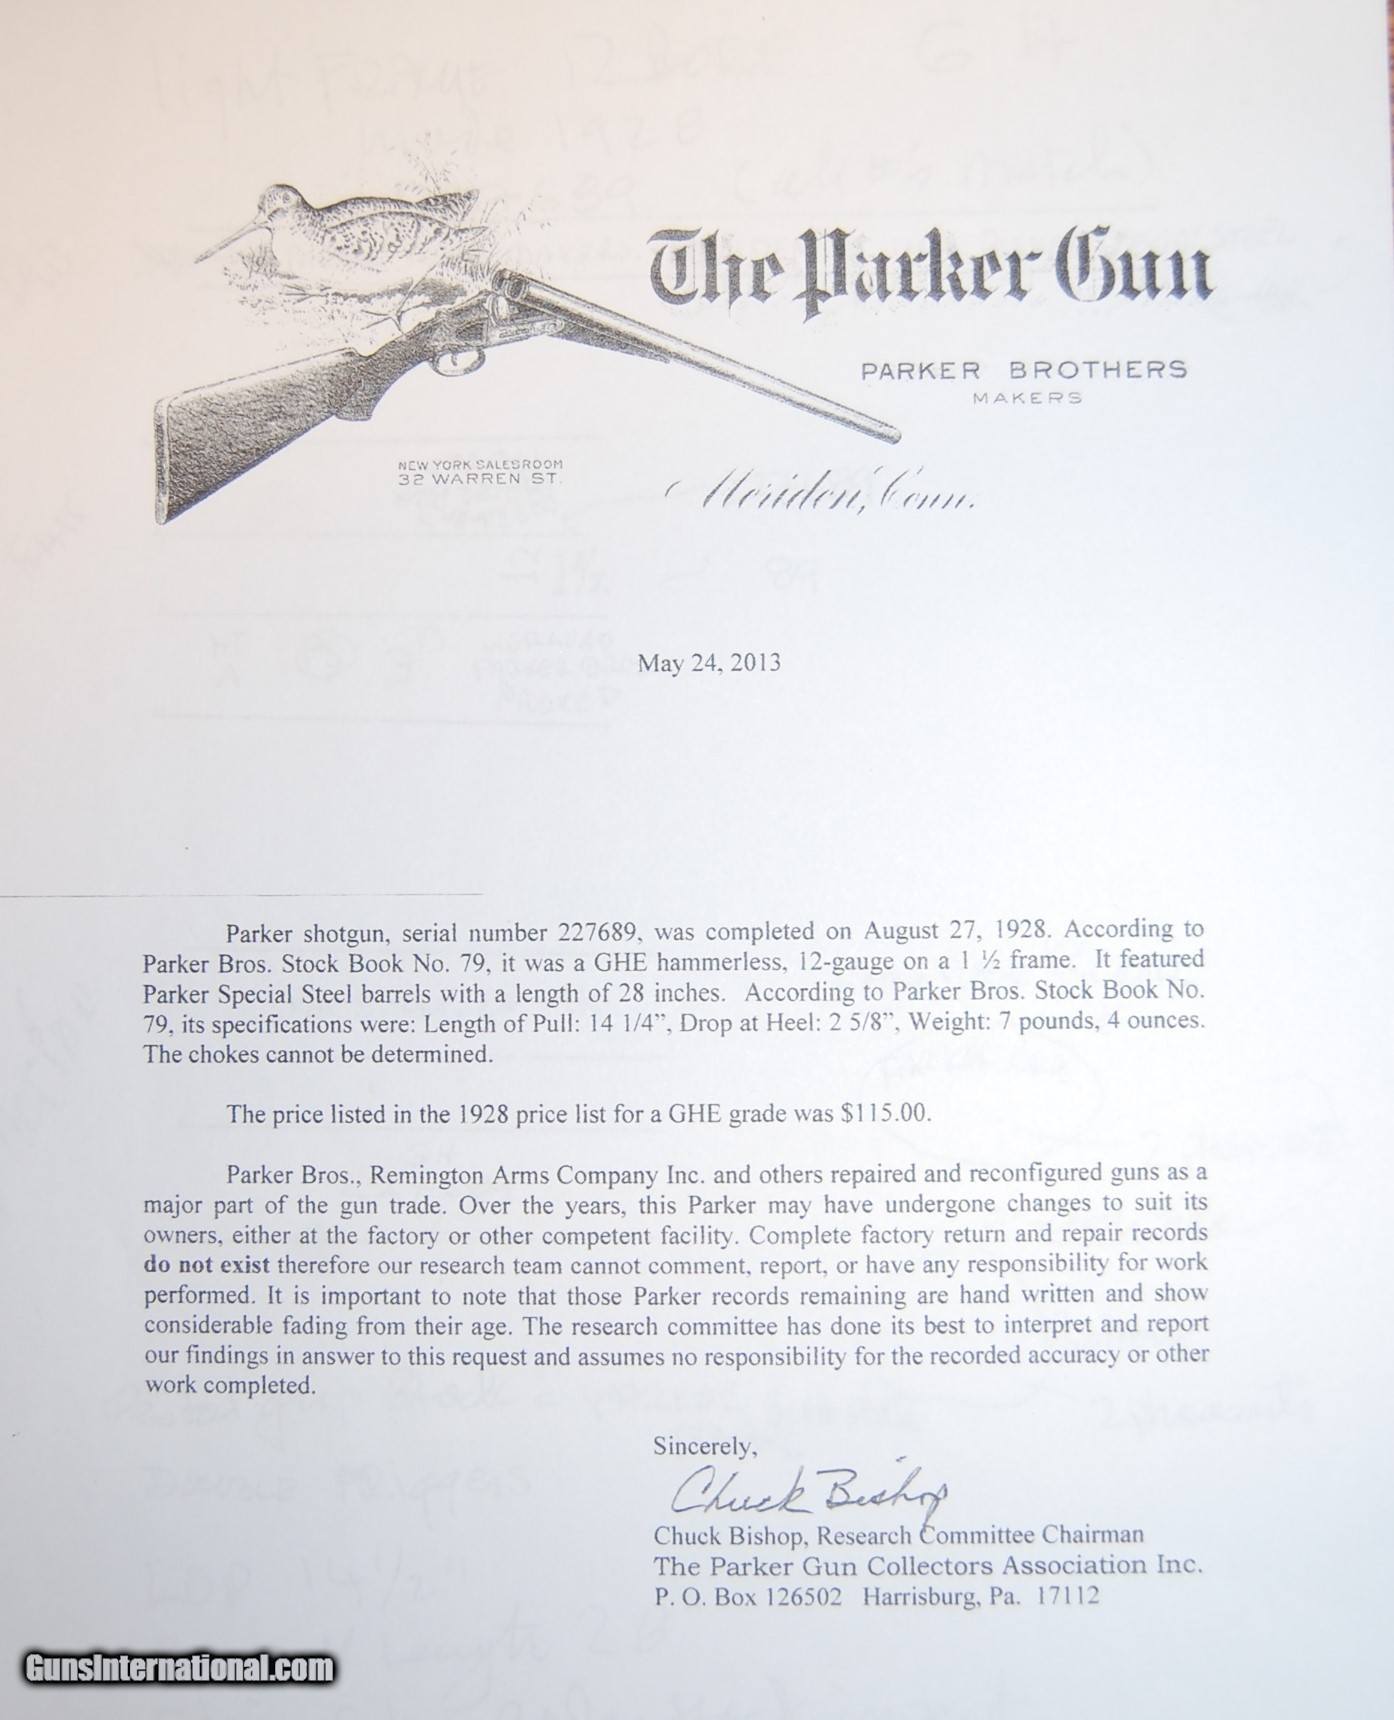 The Parker Gun
PARKER BROTHERS
MAKERS
NEW YORK SALESROOM
32 WARREN ST.
Meriden, Conn.
May 24, 2013
Parker shotgun, serial number 227689, was completed on August 27, 1928. According to
Parker Bros. Stock Book No. 79, it was a GHE hammerless, 12-gauge on a 1 ½ frame. It featured
Parker Special Steel barrels with a length of 28 inches. According to Parker Bros. Stock Book No.
79, its specifications were: Length of Pull: 14 1/4”, Drop at Heel: 2 5/8”, Weight: 7 pounds, 4 ounces.
The chokes cannot be determined.
The price listed in the 1928 price list for a GHE grade was $115.00.
Parker Bros., Remington Arms Company Inc. and others repaired and reconfigured guns as a
major part of the gun trade. Over the years, this Parker may have undergone changes to suit its
owners, either at the factory or other competent facility. Complete factory return and repair records
do not exist therefore our research team cannot comment, report, or have any responsibility for work
performed. It is important to note that those Parker records remaining are hand written and show
considerable fading from their age. The research committee has done its best to interpret and report
our findings in answer to this request and assumes no responsibility for the recorded accuracy or other
work completed.
Sincerely,
Chuck Bishop
Chuck Bishop, Research Committee Chairman
The Parker Gun Collectors Association Inc.
P. O. Box 126502 Harrisburg, Pa. 17112
GunsInternational.com